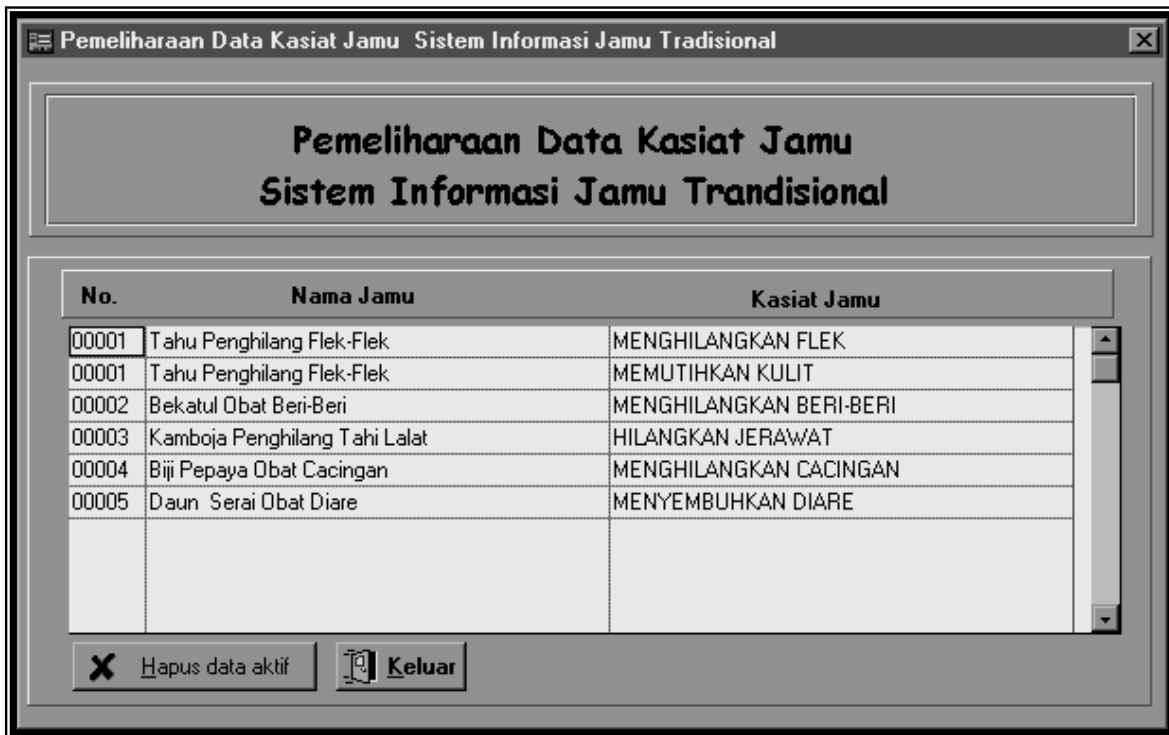 Pemeliharaan Data Kasiat Jamu  Sistem Informasi Jamu Tradisional
Pemeliharaan Data Kasiat Jamu
Sistem Informasi Jamu Trandisional
No. Nama Jamu Kasiat Jamu
00001 Tahu Penghilang Flek-Flek MENGHILANGKAN FLEK
00001 Tahu Penghilang Flek-Flek MEMUTIHKAN KULIT
00002 Bekatul Obat Beri-Beri MENGHILANGKAN BERI-BERI
00003 Kamboja Penghilang Tahi Lalat HILANGKAN JERAWAT
00004 Biji Pepaya Obat Cacingan MENGHILANGKAN CACINGAN
00005 Daun  Serai Obat Diare MENYEMBUHKAN DIARE
Hapus data aktif Keluar